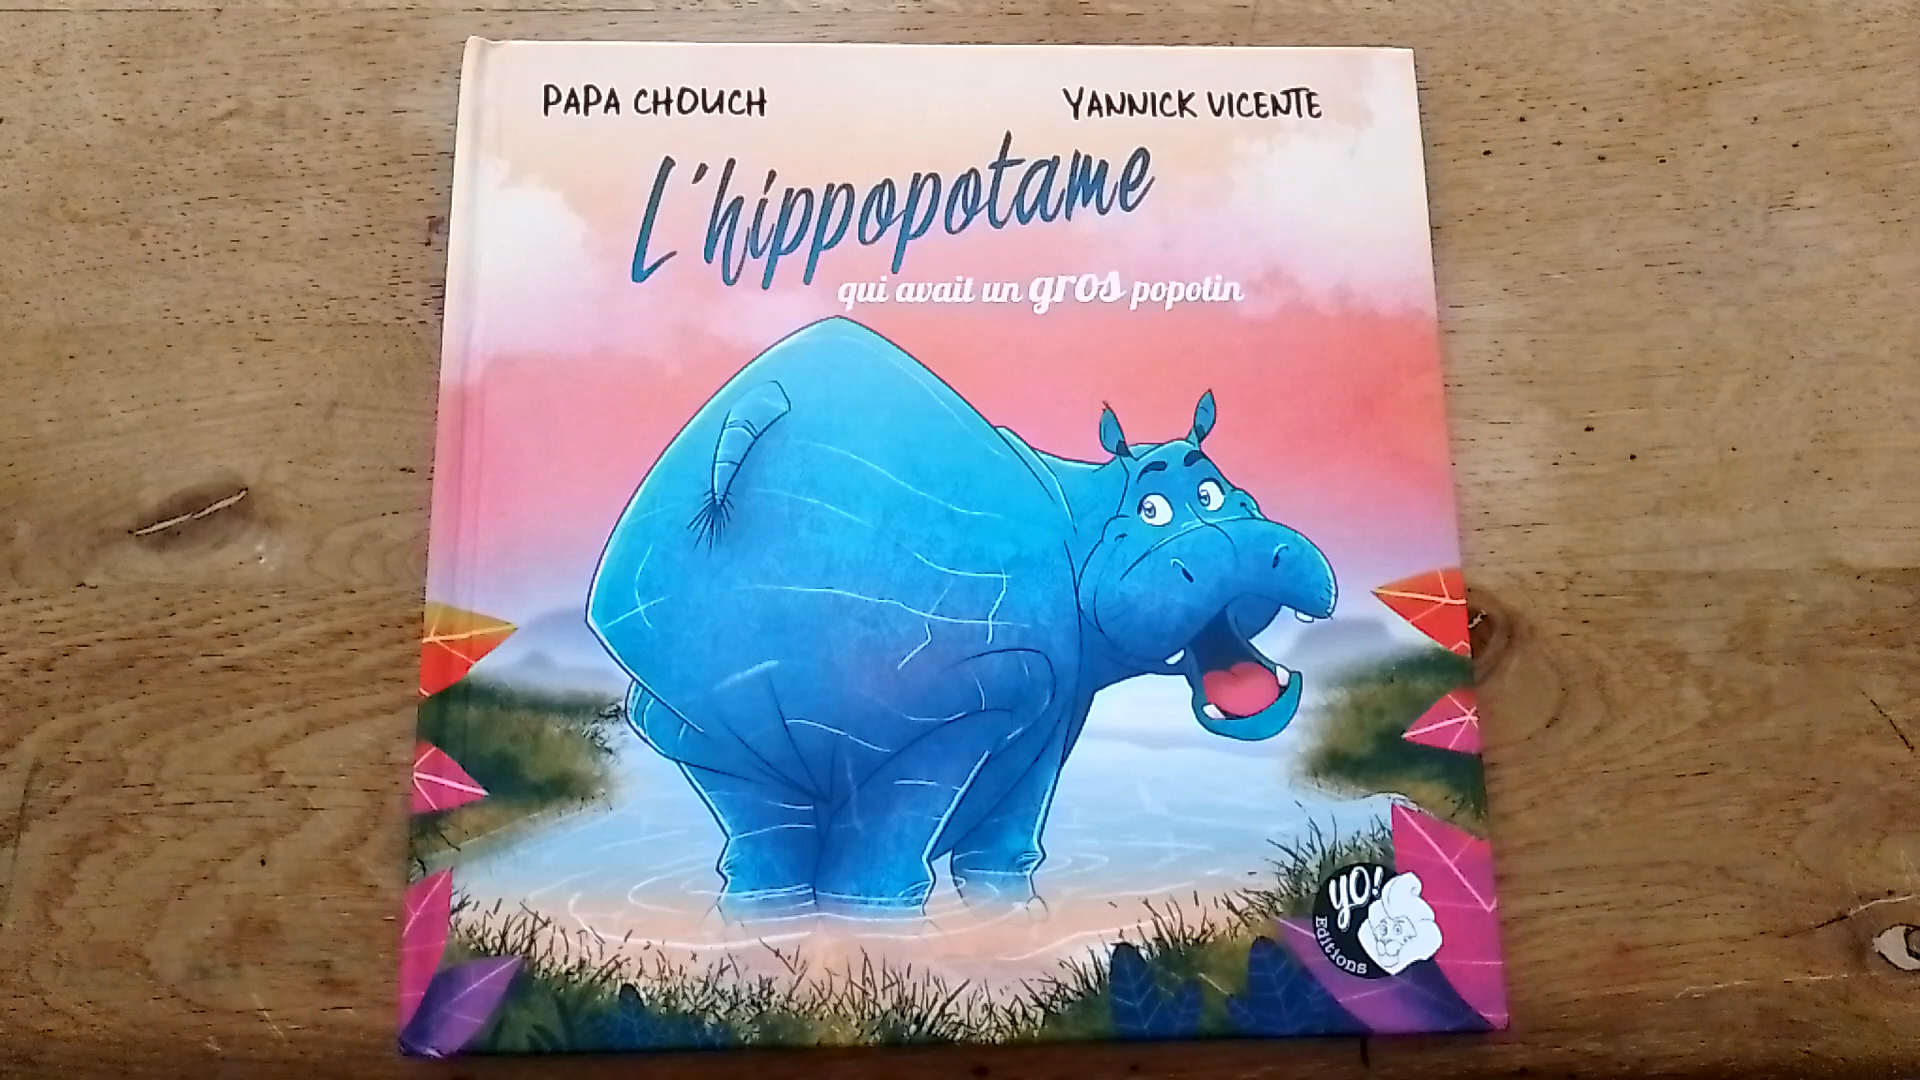 PAPA CHOUCH
YANNICK VICENTE
L'hippopotame
qui avait un gros popotin
YO!
Editions